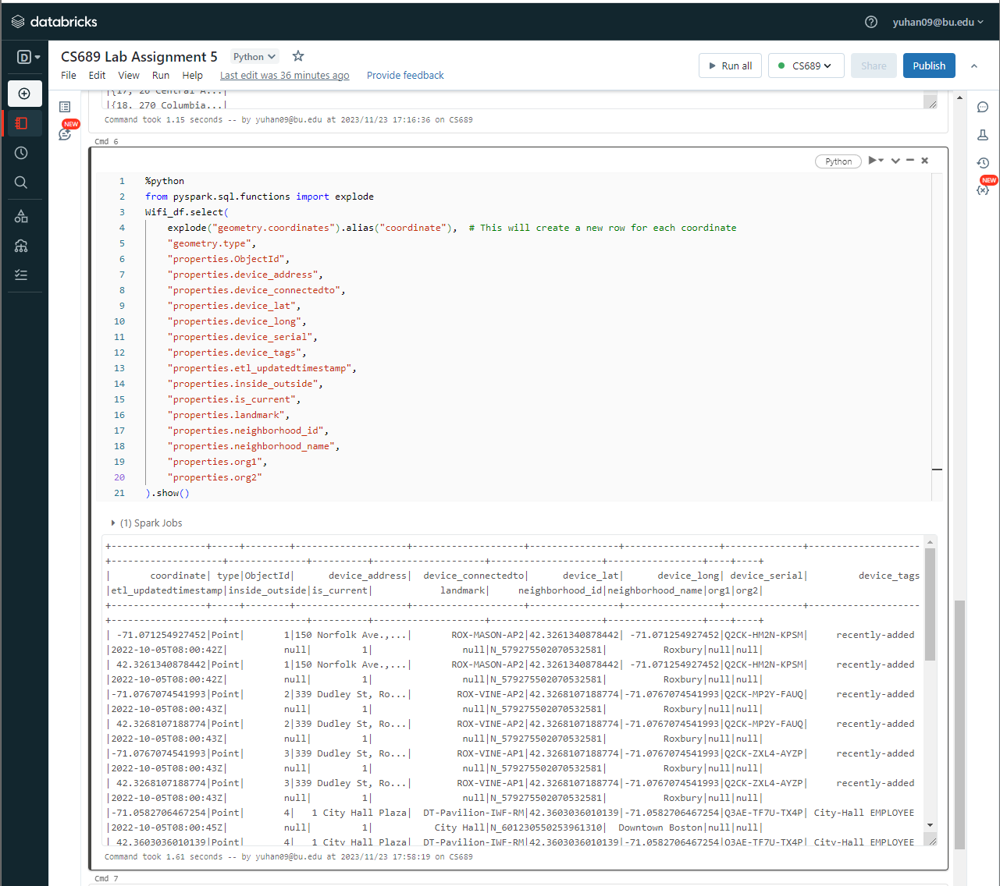 databricks
yuhan09@bu.edu
D
CS689 Lab Assignment 5 Python
Run all CS689 Share Publish
File Edit View Run Help Last edit was 36 minutes ago Provide feedback
|{17, 26 Central A...|
|{18, 270 Columbia...|
Command took 1.15 seconds -- by yuhan09@bu.edu at 2023/11/23 17:16:36 on CS689
NEW
NEW
Cmd 6
Python
1 %python
2 from pyspark.sql.functions import explode
3 Wifi_df.select(
4 explode("geometry.coordinates").alias("coordinate"), # This will create a new row for each coordinate
5 "geometry.type",
6 "properties.ObjectId",
7 "properties.device_address",
8 "properties.device_connectedto",
9 "properties.device_lat",
10 "properties.device_long",
11 "properties.device_serial",
12 "properties.device_tags",
13 "properties.etl_updatedtimestamp",
14 "properties.inside_outside",
15 "properties.is_current",
16 "properties.landmark",
17 "properties.neighborhood_id",
18 "properties.neighborhood_name",
19 "properties.org1",
20 "properties.org2"
21 ).show()
(1) Spark Jobs
+-----------------+-----+--------+--------------------+--------------------+----------------+-----------------+--------------+--------------------
+--------------------+--------------+----------+--------------------+--------------------+-----------------+----+----+
| coordinate| type|ObjectId| device_address| device_connectedto| device_lat| device_long| device_serial| device_tags
|etl_updatedtimestamp|inside_outside|is_current| landmark| neighborhood_id|neighborhood_name|org1|org2|
+-----------------+-----+--------+--------------------+--------------------+----------------+-----------------+--------------+--------------------
+--------------------+--------------+----------+--------------------+--------------------+-----------------+----+----+
| -71.071254927452|Point| 1|150 Norfolk Ave.,...| ROX-MASON-AP2|42.3261340878442| -71.071254927452|Q2CK-HM2N-KPSM| recently-added
|2022-10-05T08:00:42Z| null| 1| null|N_579275502070532581| Roxbury|null|null|
| 42.3261340878442|Point| 1|150 Norfolk Ave.,...| ROX-MASON-AP2|42.3261340878442| -71.071254927452|Q2CK-HM2N-KPSM| recently-added
|2022-10-05T08:00:42Z| null| 1| null|N_579275502070532581| Roxbury|null|null|
|-71.0767074541993|Point| 2|339 Dudley St, Ro...| ROX-VINE-AP2|42.3268107188774|-71.0767074541993|Q2CK-MP2Y-FAUQ| recently-added
|2022-10-05T08:00:43Z| null| 1| null|N_579275502070532581| Roxbury|null|null|
| 42.3268107188774|Point| 2|339 Dudley St, Ro...| ROX-VINE-AP2|42.3268107188774|-71.0767074541993|Q2CK-MP2Y-FAUQ| recently-added
|2022-10-05T08:00:43Z| null| 1| null|N_579275502070532581| Roxbury|null|null|
|-71.0767074541993|Point| 3|339 Dudley St, Ro...| ROX-VINE-AP1|42.3268107188774|-71.0767074541993|Q2CK-ZXL4-AYZP| recently-added
|2022-10-05T08:00:43Z| null| 1| null|N_579275502070532581| Roxbury|null|null|
| 42.3268107188774|Point| 3|339 Dudley St, Ro...| ROX-VINE-AP1|42.3268107188774|-71.0767074541993|Q2CK-ZXL4-AYZP| recently-added
|2022-10-05T08:00:43Z| null| 1| null|N_579275502070532581| Roxbury|null|null|
|-71.0582706467254|Point| 4| 1 City Hall Plaza| DT-Pavilion-IWF-RM|42.3603036010139|-71.0582706467254|Q3AE-TF7U-TX4P| City-Hall EMPLOYEE
|2022-10-05T08:00:45Z| null| 1| City Hall|N_601230550253961310| Downtown Boston|null|null|
| 42.3603036010139|Point| 4| 1 City Hall Plaza| DT-Pavilion-IWF-RM|42.3603036010139|-71.0582706467254|Q3AE-TF7U-TX4P| City-Hall EMPLOYEE
Command took 1.61 seconds -- by yuhan09@bu.edu at 2023/11/23 17:58:19 on CS689
Cmd 7